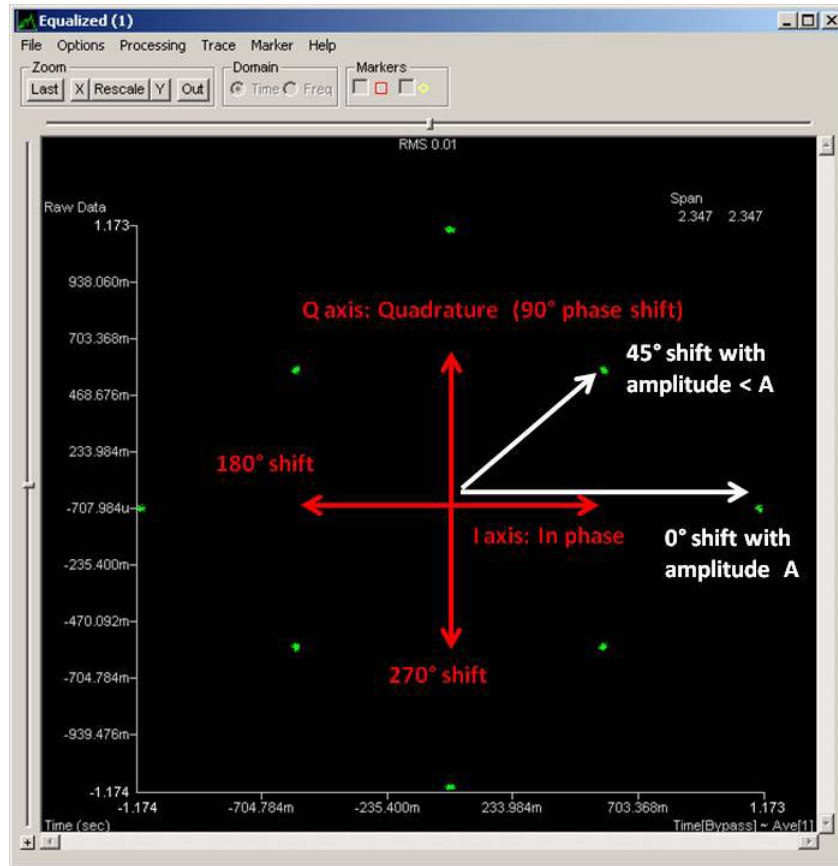 Equalized (1)
File Options Processing Trace Marker Help
Zoom
Last X Rescale Y Out
Domain
Time Freq
Markers
RMS 0.01
Span
2.347 2.347
Raw Data
1.173
938.060m
703.368m
468.676m
233.984m
-707.984u
-235.400m
-470.092m
-704.784m
-939.476m
-1.174
Q axis: Quadrature (90° phase shift)
45° shift with
amplitude < A
180° shift
I axis: In phase
0° shift with
amplitude A
270° shift
-1.174 -704.784m -235.400m 233.984m 703.368m 1.173
Time (sec)
Time[Bypass] ~ Ave[1]